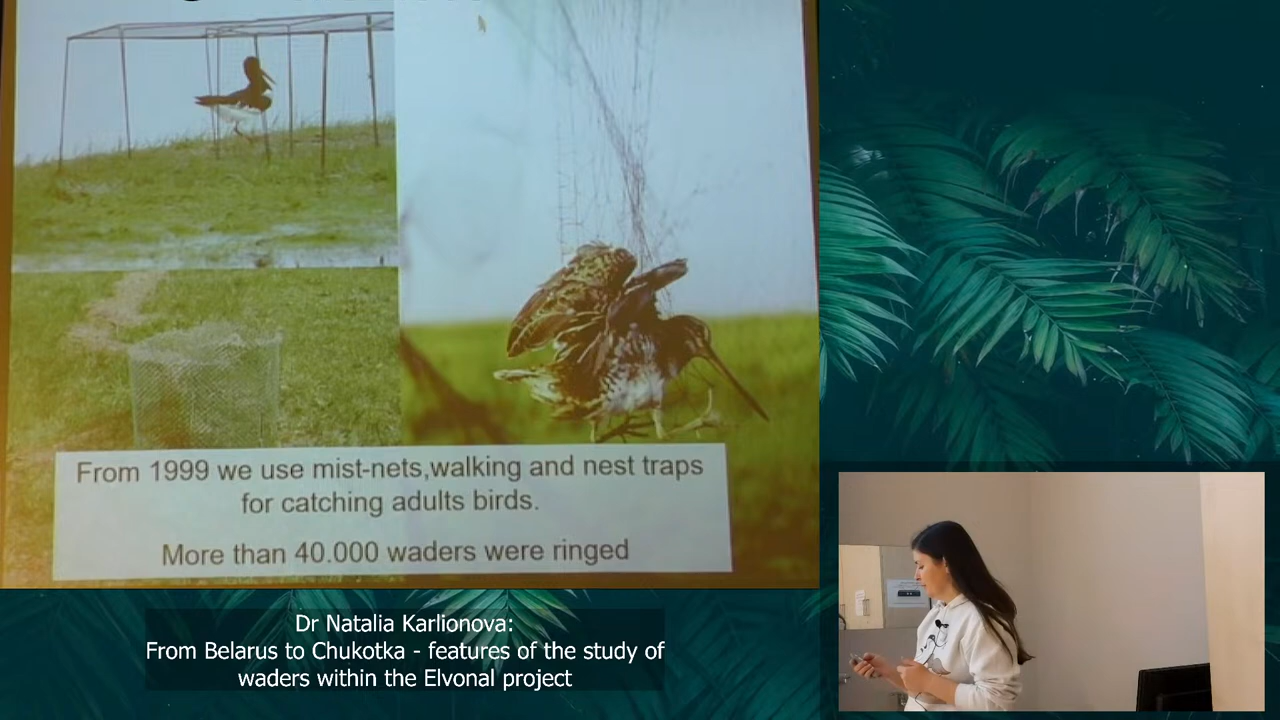 From 1999 we use mist-nets,walking and nest traps
for catching adults birds.
More than 40.000 waders were ringed
Dr Natalia Karlionova:
From Belarus to Chukotka - features of the study of
waders within the Elvonal project